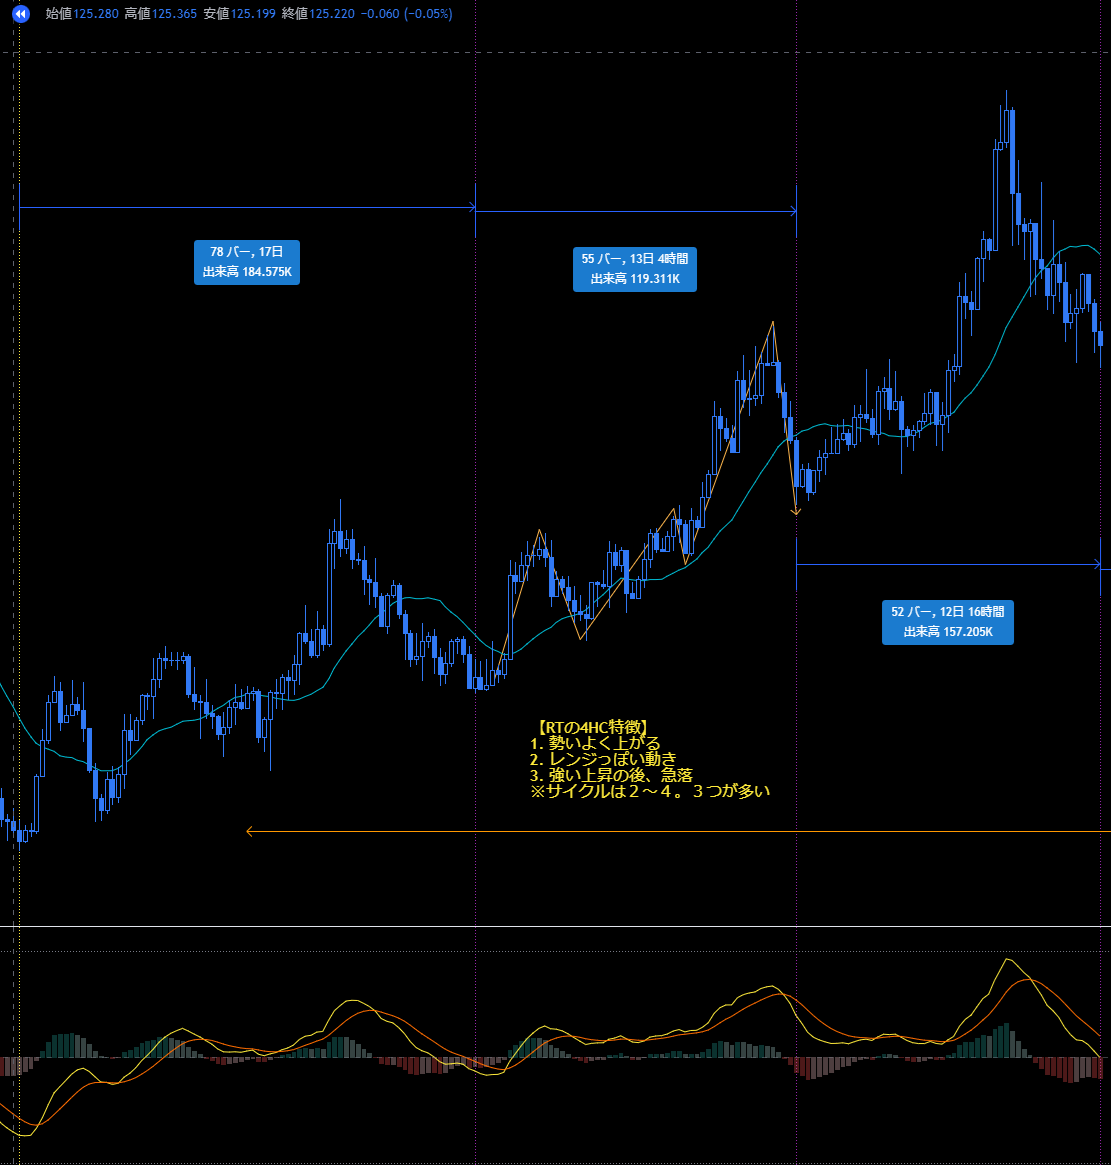 始値125.280 高値125.365 安値125.199 終値125.220 −0.060 (−0.05%)
78 バー, 17日
出来高 184.575K
55 バー, 13日 4時間
出来高 119.311K
52 バー, 12日 16時間
出来高 157.205K
【RTの4HC特徴】
1. 勢いよく上がる
2. レンジっぽい動き
3. 強い上昇の後、急落
※サイクルは２～４。３つが多い